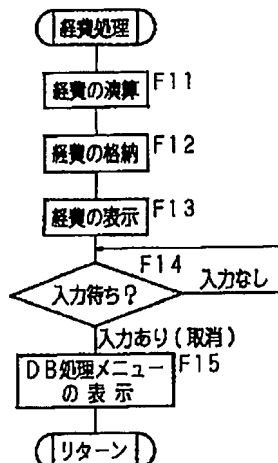 経費処理
経費の演算 F11
経費の格納 F12
経費の表示 F13
F14
入力待ち? 入力なし
入力あり(取消)
DB処理メニュー F15
の表示
リターン